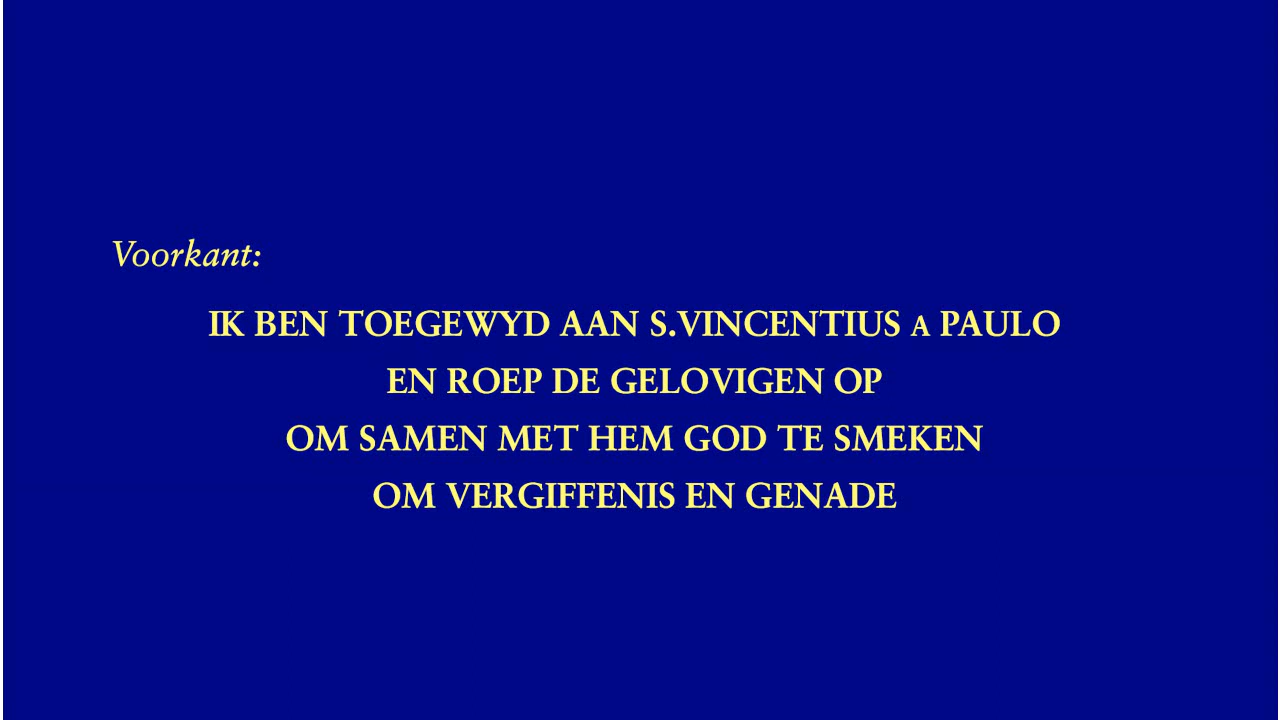 Voorkant:
IK BEN TOEGEWYD AAN S.VINCENTIUS A PAULO
EN ROEP DE GELOVIGEN OP
OM SAMEN MET HEM GOD TE SMEKEN
OM VERGIFFENIS EN GENADE